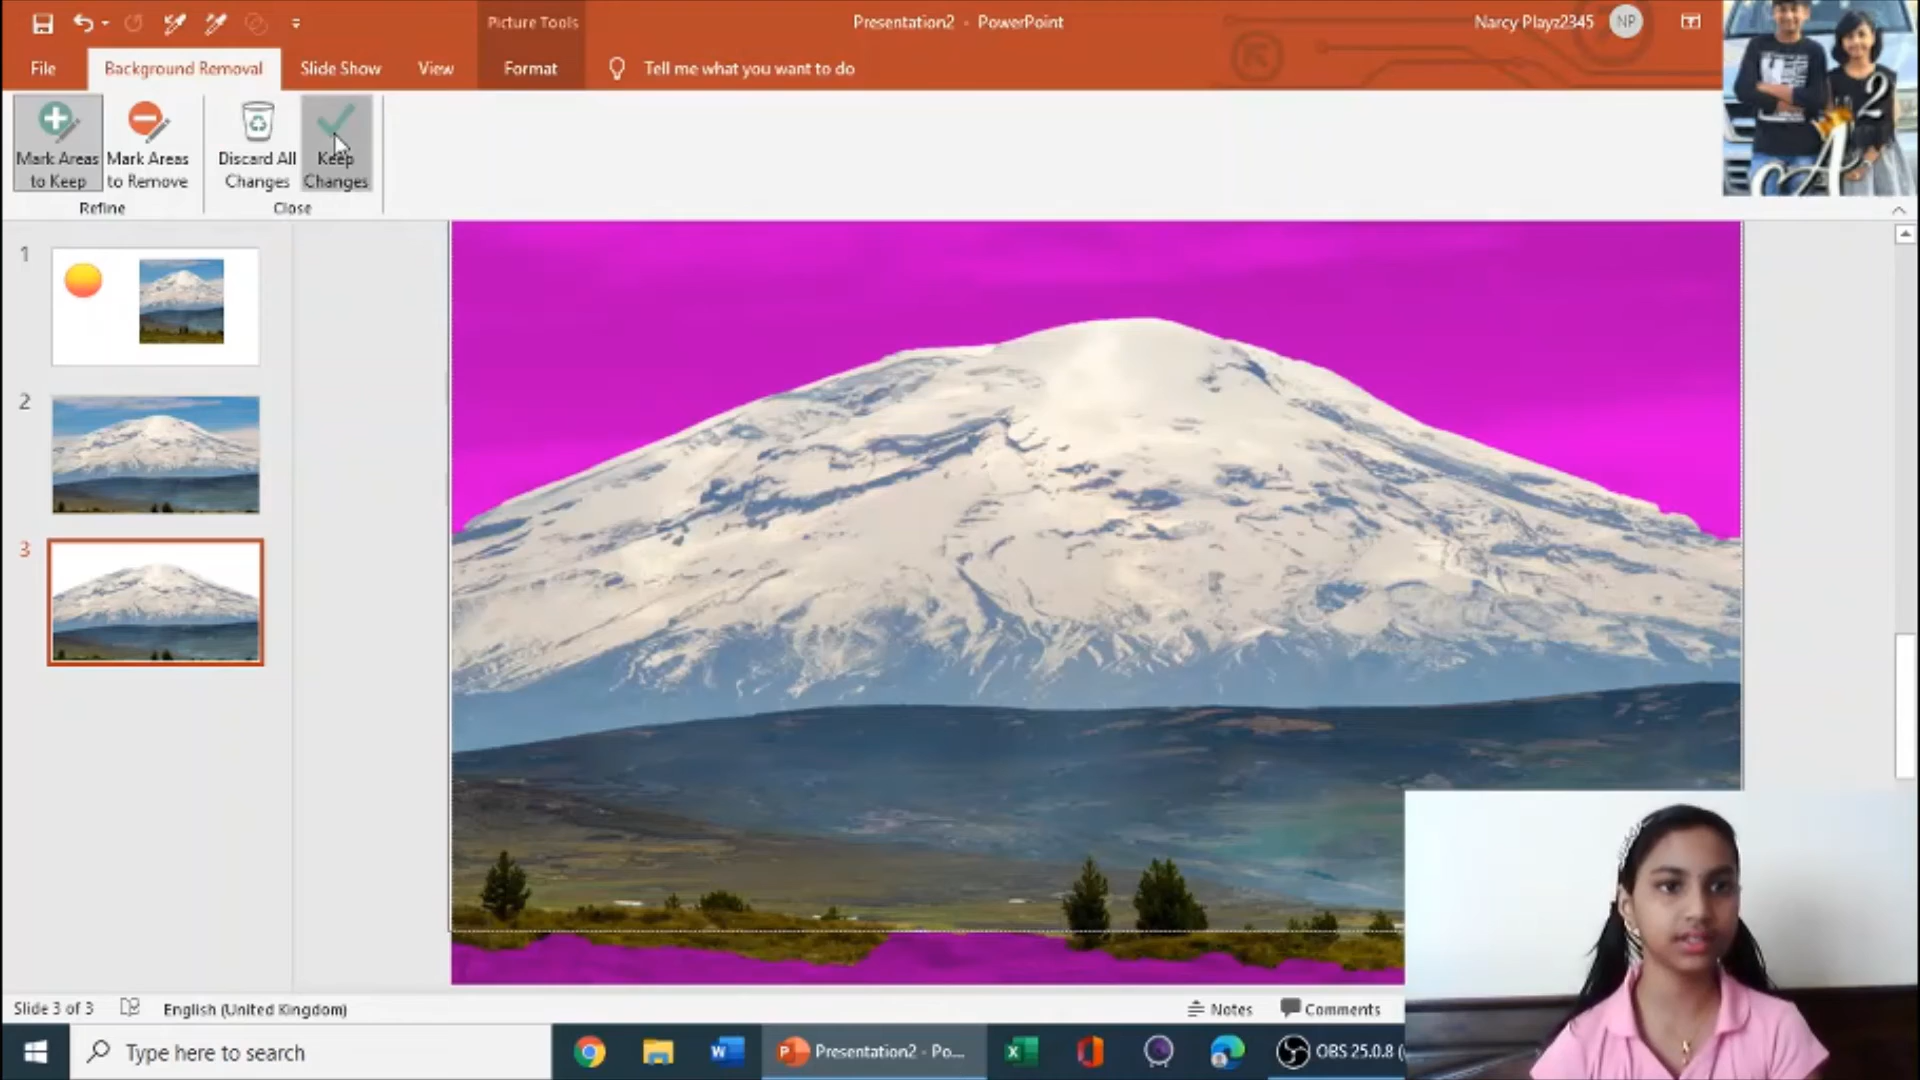 Picture Tools
Presentation2 - PowerPoint
Narcy Playz2345
NP
File
Background Removal
Slide Show
View
Format
Tell me what you want to do
Mark Areas
to Keep
Mark Areas
to Remove
Discard All
Changes
Keep
Changes
Refine
Close
A
2
1
2
3
Slide 3 of 3
English (United Kingdom)
Notes
Comments
Type here to search
Presentation2 - Po...
OBS 25.0.8 (